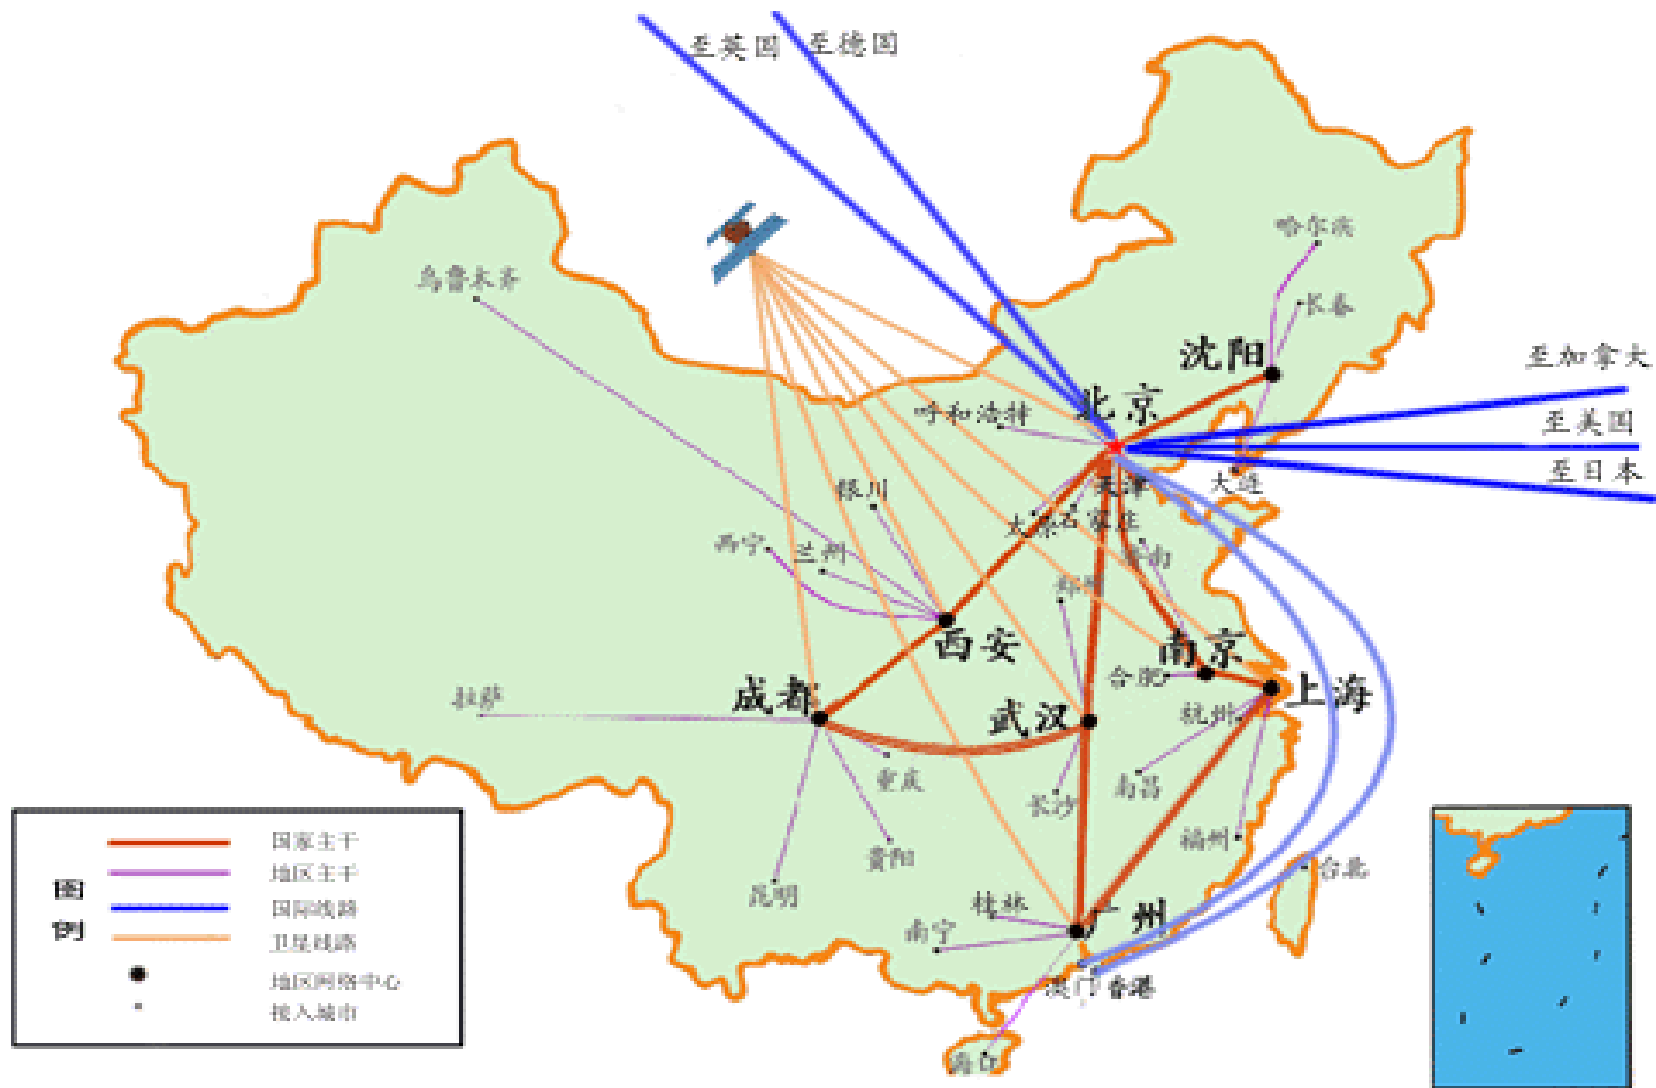 至英国
至德国
哈尔滨
乌鲁木齐
长春
沈阳
至加拿大
北京
呼和浩特
至美国
至日本
大连
银川
天津
太原
石家庄
西宁
兰州
济南
郑州
西安
南京
合肥
成都
拉萨
上海
武汉
杭州
重庆
南昌
长沙
福州
贵阳
台北
昆明
桂林
广州
南宁
澳门
香港
海口
图例
国家主干
地区主干
国际线路
卫星线路
地区网络中心
接入城市